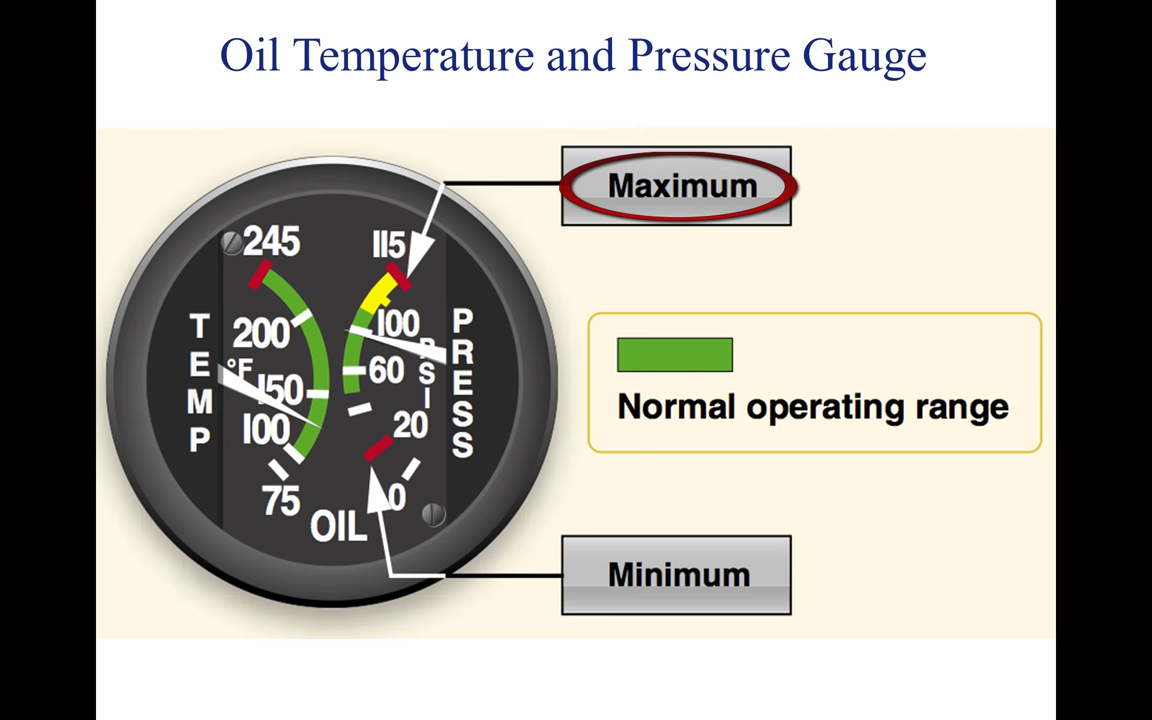 Oil Temperature and Pressure Gauge
Maximum
245
115
TEMP
200
°F
150
100
75
PRESS
100
PSI
60
20
0
OIL
Normal operating range
Minimum